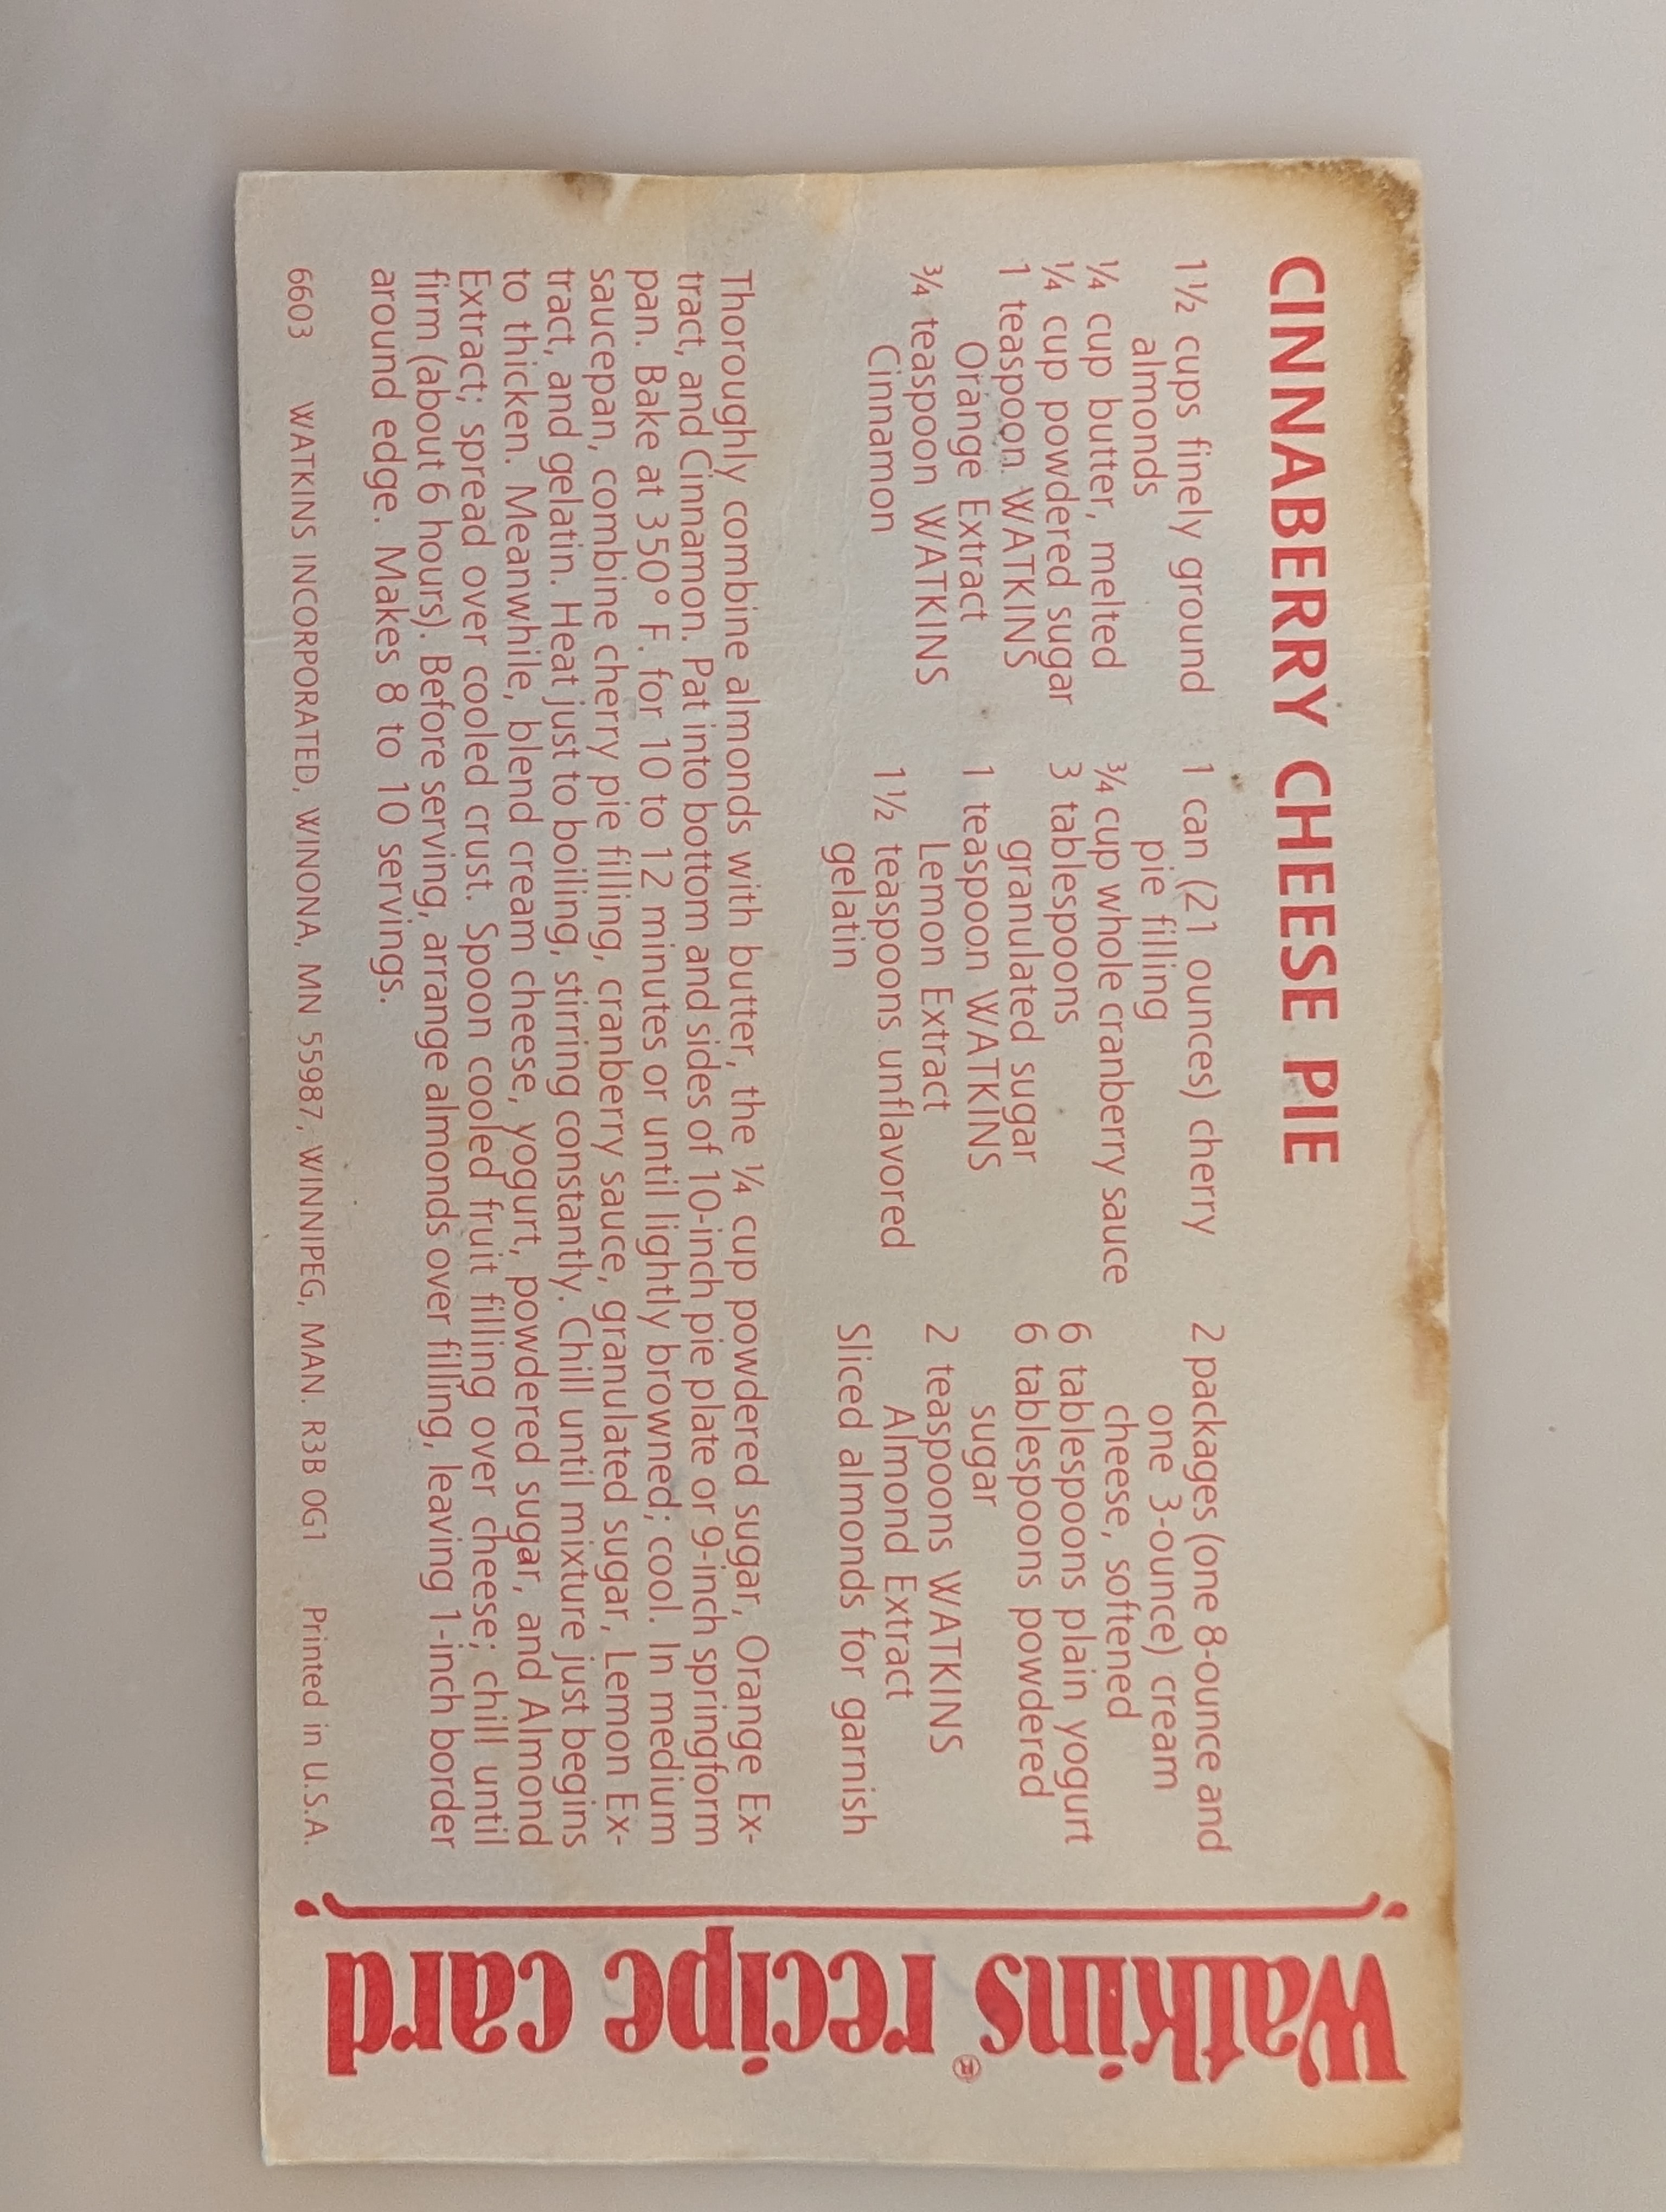 CINNABERRY CHEESE PIE
1½ cups finely ground
almonds
¼ cup butter, melted
¼ cup powdered sugar
1 teaspoon WATKINS
Orange Extract
¾ teaspoon WATKINS
Cinnamon
1 can (21 ounces) cherry
pie filling
¾ cup whole cranberry sauce
3 tablespoons
granulated sugar
1 teaspoon WATKINS
Lemon Extract
1½ teaspoons unflavored
gelatin
2 packages (one 8-ounce and
one 3-ounce) cream
cheese, softened
6 tablespoons plain yogurt
6 tablespoons powdered
sugar
2 teaspoons WATKINS
Almond Extract
Sliced almonds for garnish
Thoroughly combine almonds with butter, the ¼ cup powdered sugar, Orange Ex-
tract, and Cinnamon. Pat into bottom and sides of 10-inch pie plate or 9-inch springform
pan. Bake at 350° F. for 10 to 12 minutes or until lightly browned; cool. In medium
saucepan, combine cherry pie filling, cranberry sauce, granulated sugar, Lemon Ex-
tract, and gelatin. Heat just to boiling, stirring constantly. Chill until mixture just begins
to thicken. Meanwhile, blend cream cheese, yogurt, powdered sugar, and Almond
Extract; spread over cooled crust. Spoon cooled fruit filling over cheese; chill until
firm (about 6 hours). Before serving, arrange almonds over filling, leaving 1-inch border
around edge. Makes 8 to 10 servings.
6603 WATKINS INCORPORATED, WINONA, MN 55987, WINNIPEG, MAN. R3B 0G1 Printed in U.S.A.
Watkins® recipe card